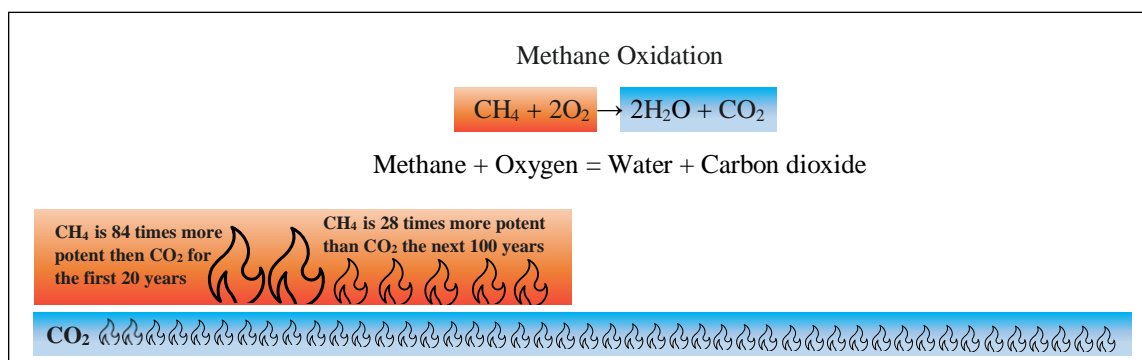 Methane Oxidation
CH₄ + 2O₂ → 2H₂O + CO₂
Methane + Oxygen = Water + Carbon dioxide
CH₄ is 84 times more
potent then CO₂ for
the first 20 years
CH₄ is 28 times more potent
than CO₂ the next 100 years
CO₂